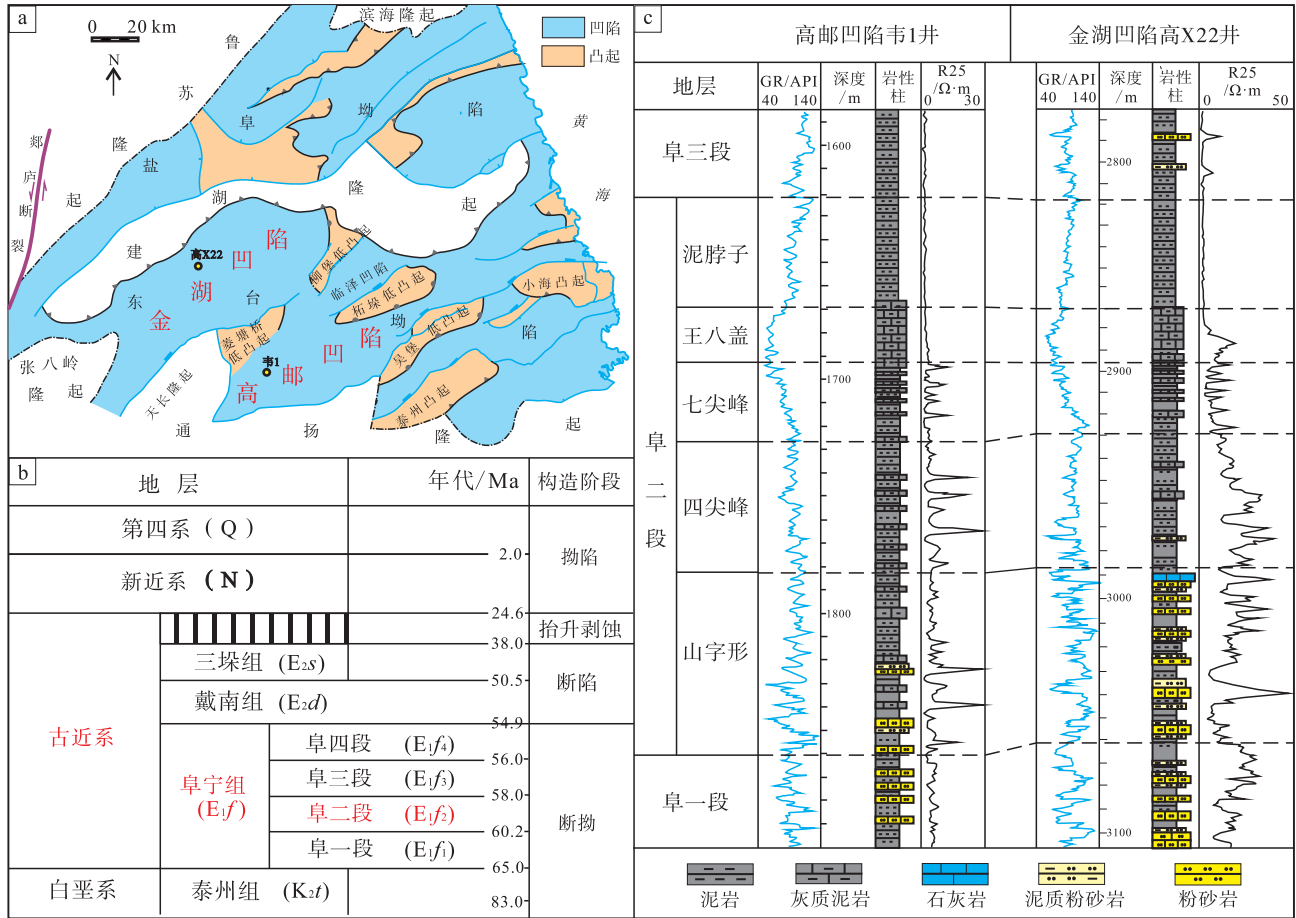 a
0 20 km
N
凹陷
凸起
滨海隆起
鲁
苏
隆
起
郯
庐
断
裂
盐
阜
坳
陷
黄
海
建
湖
隆
起
高X22
金
湖
凹
陷
东
台
坳
陷
柳堡低凸起
临泽凹陷
柘垛低凸起
小海凸起
菱塘桥
低凸起
吴堡
低凸起
韦1
高
邮
凹
陷
泰州凸起
张八岭
隆起
天长隆起
通
扬
隆
起
b
地层 年代/Ma 构造阶段
第四系 (Q)
2.0
拗陷
新近系 (N)
24.6
抬升剥蚀
38.0
三垛组 (E2s)
50.5
断陷
戴南组 (E2d)
54.9
古近系
阜宁组
(E1f)
阜四段 (E1f4)
56.0
阜三段 (E1f3)
58.0
阜二段 (E1f2)
断拗
60.2
阜一段 (E1f1)
65.0
白垩系 泰州组 (K2t)
83.0
c
高邮凹陷韦1井 金湖凹陷高X22井
地层
GR/API
40 140
深度
/m
岩性
柱
R25
/Ω·m
0 30
GR/API
40 140
深度
/m
岩性
柱
R25
/Ω·m
0 50
阜三段
1600
2800
泥脖子
王八盖
1700
2900
七尖峰
阜
二
段
四尖峰
1800
3000
山字形
阜一段
3100
泥岩
灰质泥岩
石灰岩
泥质粉砂岩
粉砂岩